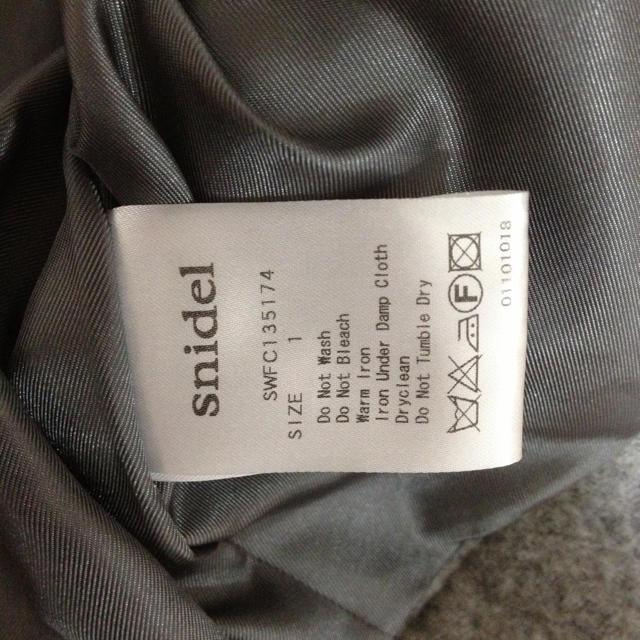 snidel
SWFC135174
SIZE 1
Do Not Wash
Do Not Bleach
Warm Iron
Iron Under Damp Cloth
Dryclean
Do Not Tumble Dry
F
01101018